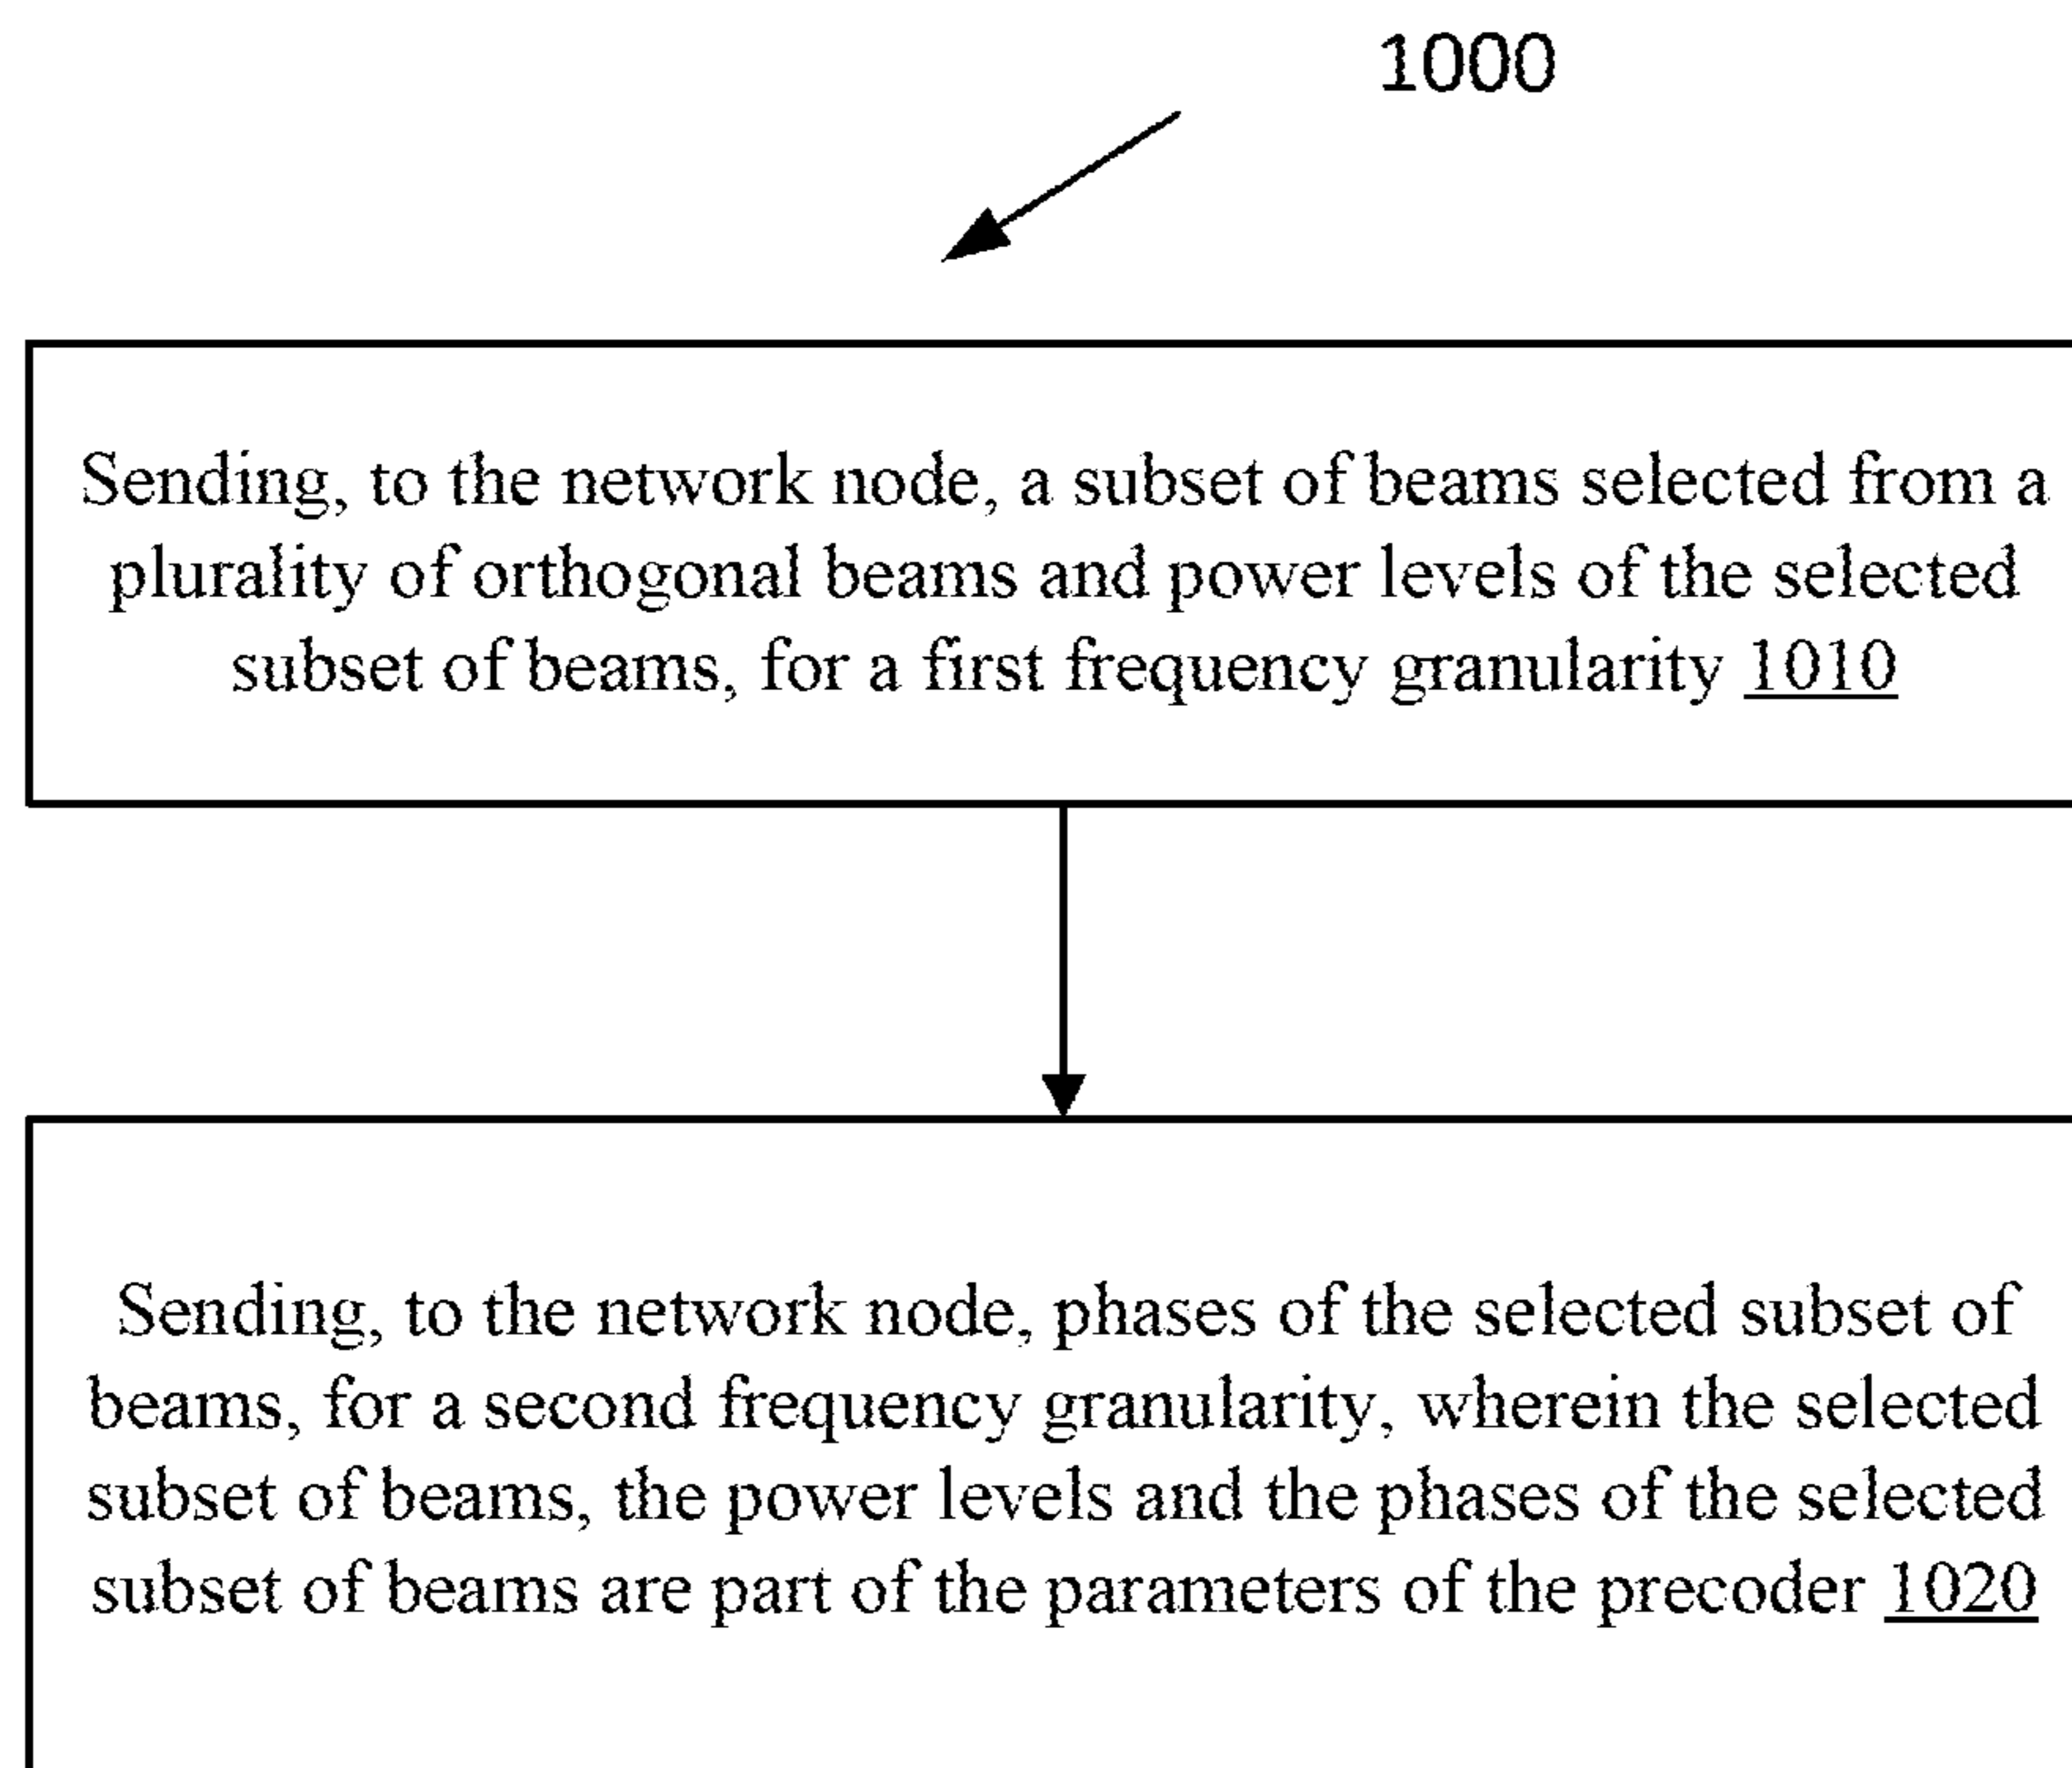 1000
Sending, to the network node, a subset of beams selected from a
plurality of orthogonal beams and power levels of the selected
subset of beams, for a first frequency granularity 1010
Sending, to the network node, phases of the selected subset of
beams, for a second frequency granularity, wherein the selected
subset of beams, the power levels and the phases of the selected
subset of beams are part of the parameters of the precoder 1020